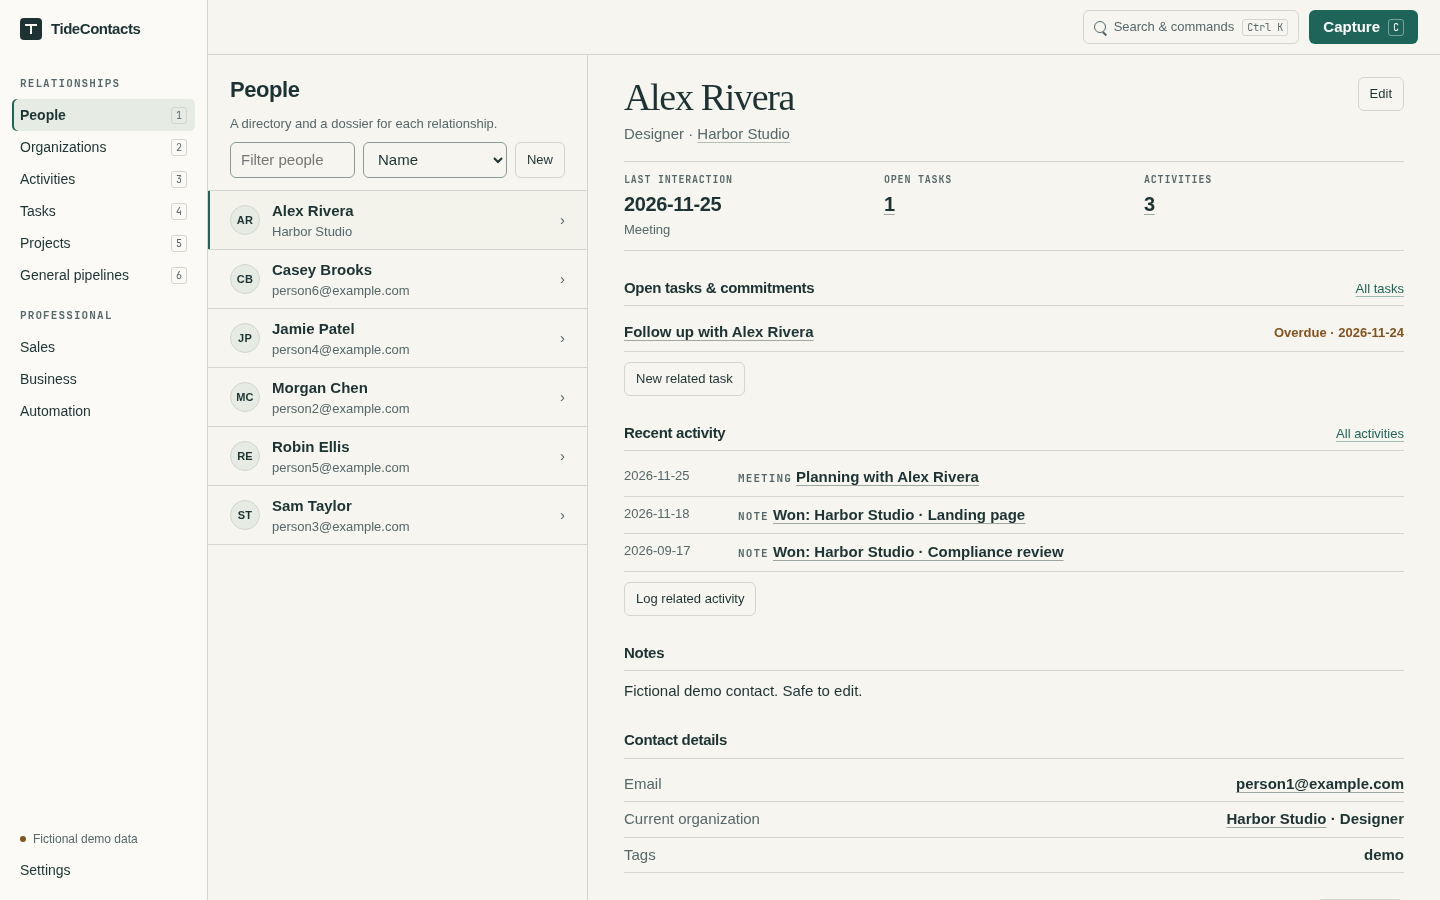 TideContacts
Search & commands Ctrl K
Capture C
RELATIONSHIPS
People 1
Organizations 2
Activities 3
Tasks 4
Projects 5
General pipelines 6
PROFESSIONAL
Sales
Business
Automation
Fictional demo data
Settings
People
A directory and a dossier for each relationship.
Filter people Name New
AR Alex Rivera
Harbor Studio
CB Casey Brooks
person6@example.com
JP Jamie Patel
person4@example.com
MC Morgan Chen
person2@example.com
RE Robin Ellis
person5@example.com
ST Sam Taylor
person3@example.com
Alex Rivera Edit
Designer · Harbor Studio
LAST INTERACTION OPEN TASKS ACTIVITIES
2026-11-25 1 3
Meeting
Open tasks & commitments All tasks
Follow up with Alex Rivera Overdue · 2026-11-24
New related task
Recent activity All activities
2026-11-25 MEETING Planning with Alex Rivera
2026-11-18 NOTE Won: Harbor Studio · Landing page
2026-09-17 NOTE Won: Harbor Studio · Compliance review
Log related activity
Notes
Fictional demo contact. Safe to edit.
Contact details
Email person1@example.com
Current organization Harbor Studio · Designer
Tags demo